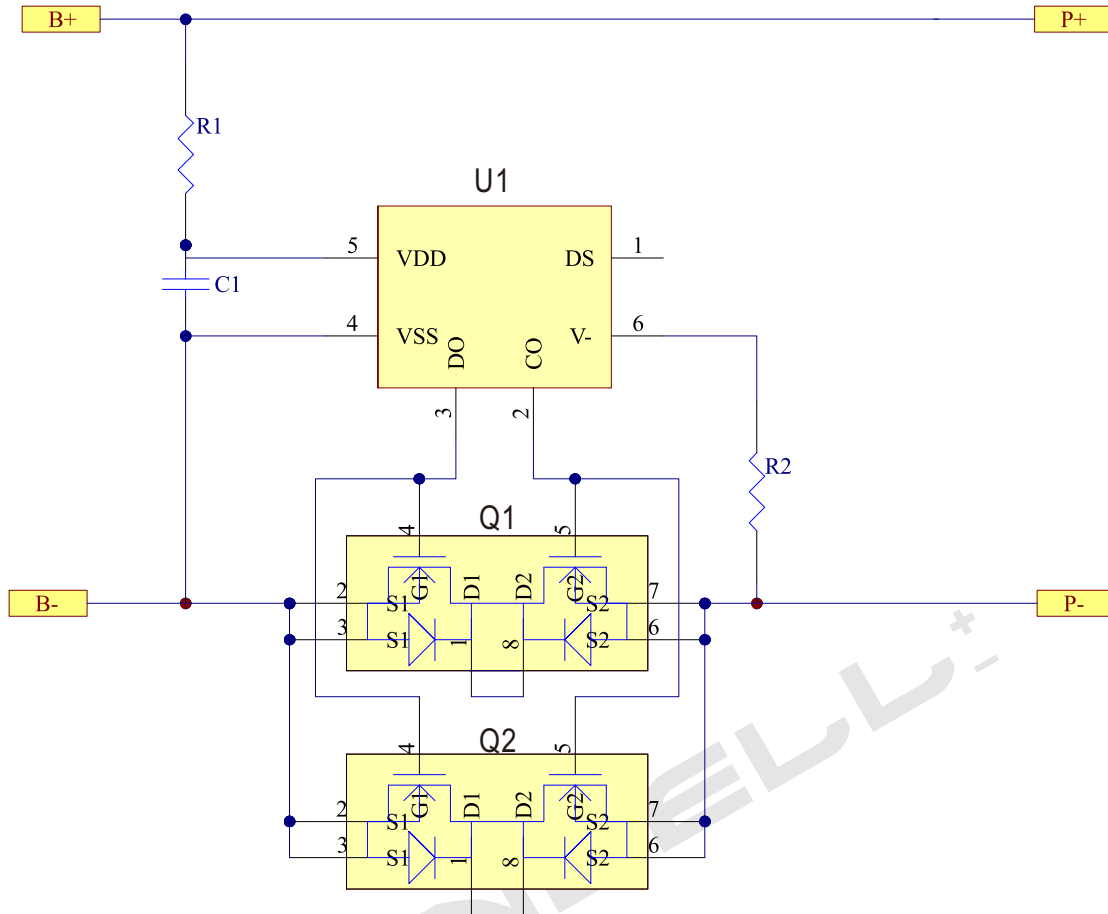 B+ P+
R1
U1
5 VDD DS 1
C1
4 VSS DO CO V- 6
3 2
R2
Q1
4 5
G1 D1 D2 G2
B- 2 S1 S2 7 P-
3 S1 1 8 S2 6
Q2
4 5
G1 D1 D2 G2
2 S1 S2 7
3 S1 1 8 S2 6
ELL+-